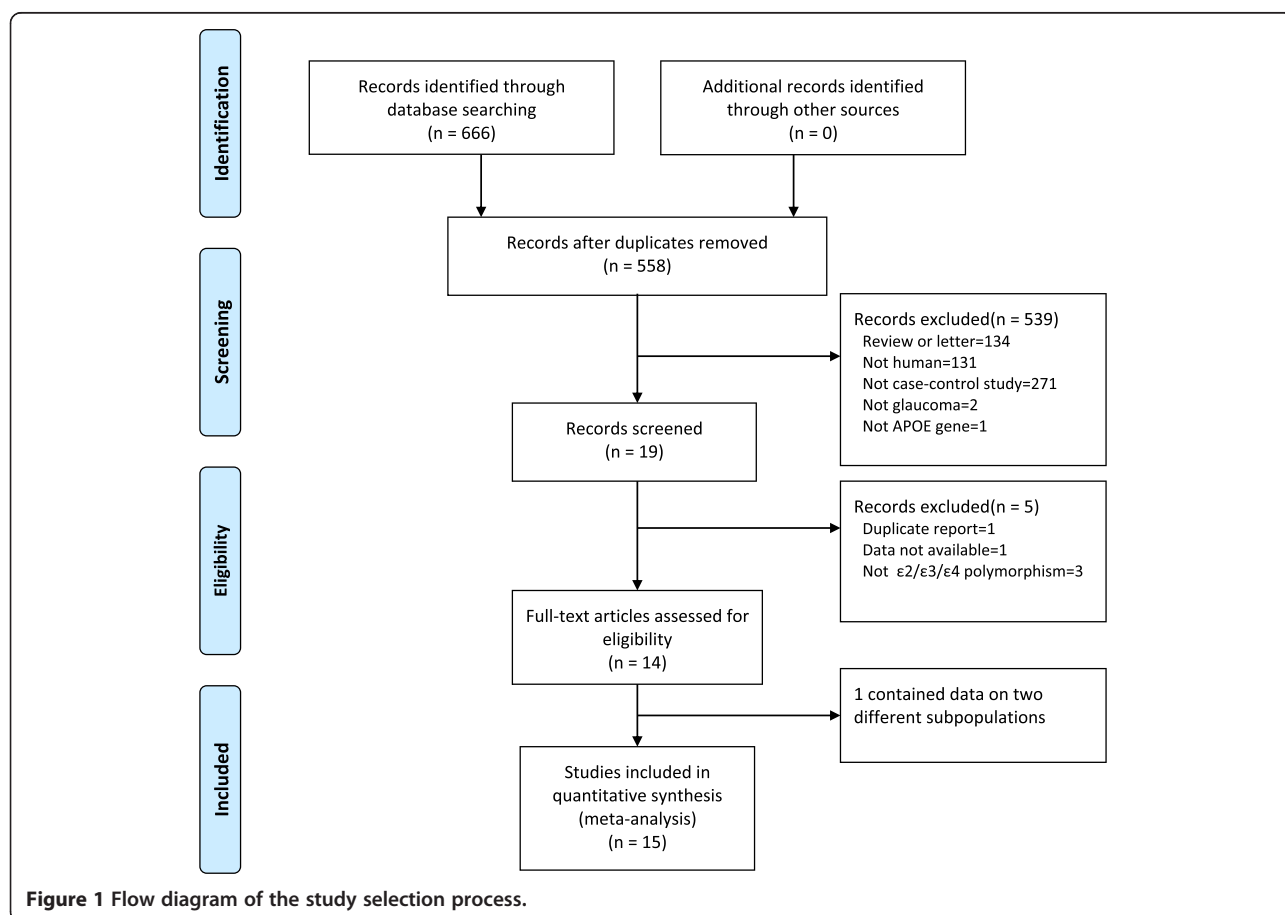 Identification
Records identified through
database searching
(n = 666)
Additional records identified
through other sources
(n = 0)
Records after duplicates removed
(n = 558)
Screening
Records excluded(n = 539)
Review or letter=134
Not human=131
Not case-control study=271
Not glaucoma=2
Not APOE gene=1
Records screened
(n = 19)
Eligibility
Records excluded(n = 5)
Duplicate report=1
Data not available=1
Not ε2/ε3/ε4 polymorphism=3
Full-text articles assessed for
eligibility
(n = 14)
Included
1 contained data on two
different subpopulations
Studies included in
quantitative synthesis
(meta-analysis)
(n = 15)
Figure 1 Flow diagram of the study selection process.